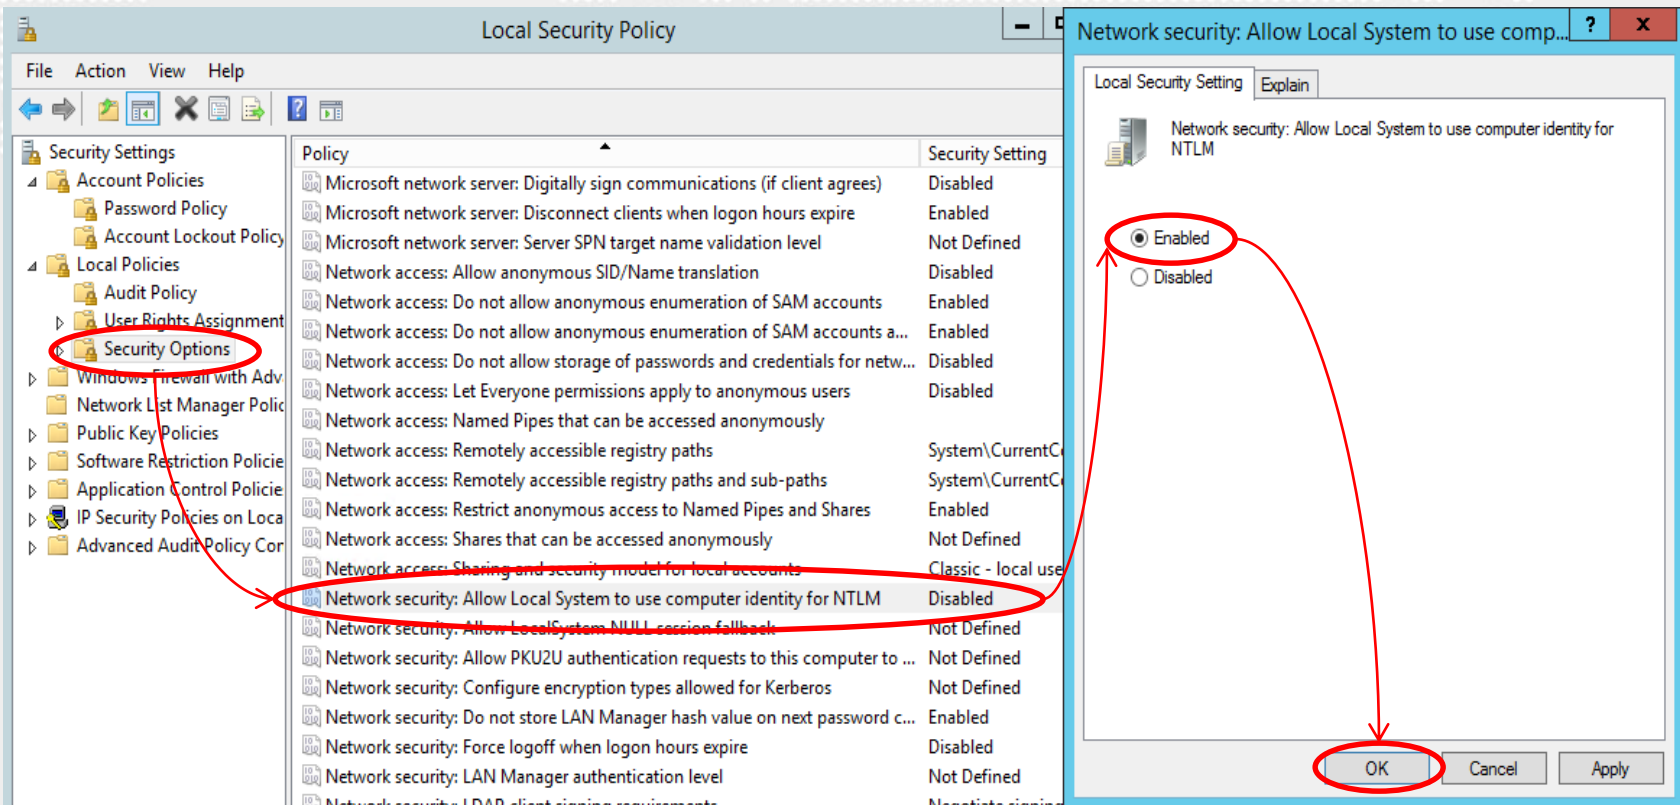 Local Security Policy
File Action View Help
Security Settings
Account Policies
Password Policy
Account Lockout Policy
Local Policies
Audit Policy
User Rights Assignment
Security Options
Windows Firewall with Adv
Network List Manager Polic
Public Key Policies
Software Restriction Policie
Application Control Policie
IP Security Policies on Loca
Advanced Audit Policy Con
Policy Security Setting
Microsoft network server: Digitally sign communications (if client agrees) Disabled
Microsoft network server: Disconnect clients when logon hours expire Enabled
Microsoft network server: Server SPN target name validation level Not Defined
Network access: Allow anonymous SID/Name translation Disabled
Network access: Do not allow anonymous enumeration of SAM accounts Enabled
Network access: Do not allow anonymous enumeration of SAM accounts a... Enabled
Network access: Do not allow storage of passwords and credentials for netw... Disabled
Network access: Let Everyone permissions apply to anonymous users Disabled
Network access: Named Pipes that can be accessed anonymously
Network access: Remotely accessible registry paths System\CurrentCo
Network access: Remotely accessible registry paths and sub-paths System\CurrentCo
Network access: Restrict anonymous access to Named Pipes and Shares Enabled
Network access: Shares that can be accessed anonymously Not Defined
Network access: Sharing and security model for local accounts Classic - local use
Network security: Allow Local System to use computer identity for NTLM Disabled
Network security: Allow LocalSystem NULL session fallback Not Defined
Network security: Allow PKU2U authentication requests to this computer to ... Not Defined
Network security: Configure encryption types allowed for Kerberos Not Defined
Network security: Do not store LAN Manager hash value on next password c... Enabled
Network security: Force logoff when logon hours expire Disabled
Network security: LAN Manager authentication level Not Defined
Network security: LDAP client signing requirements Negotiate signing
Network security: Allow Local System to use comp... ? x
Local Security Setting Explain
Network security: Allow Local System to use computer identity for
NTLM
Enabled
Disabled
OK Cancel Apply